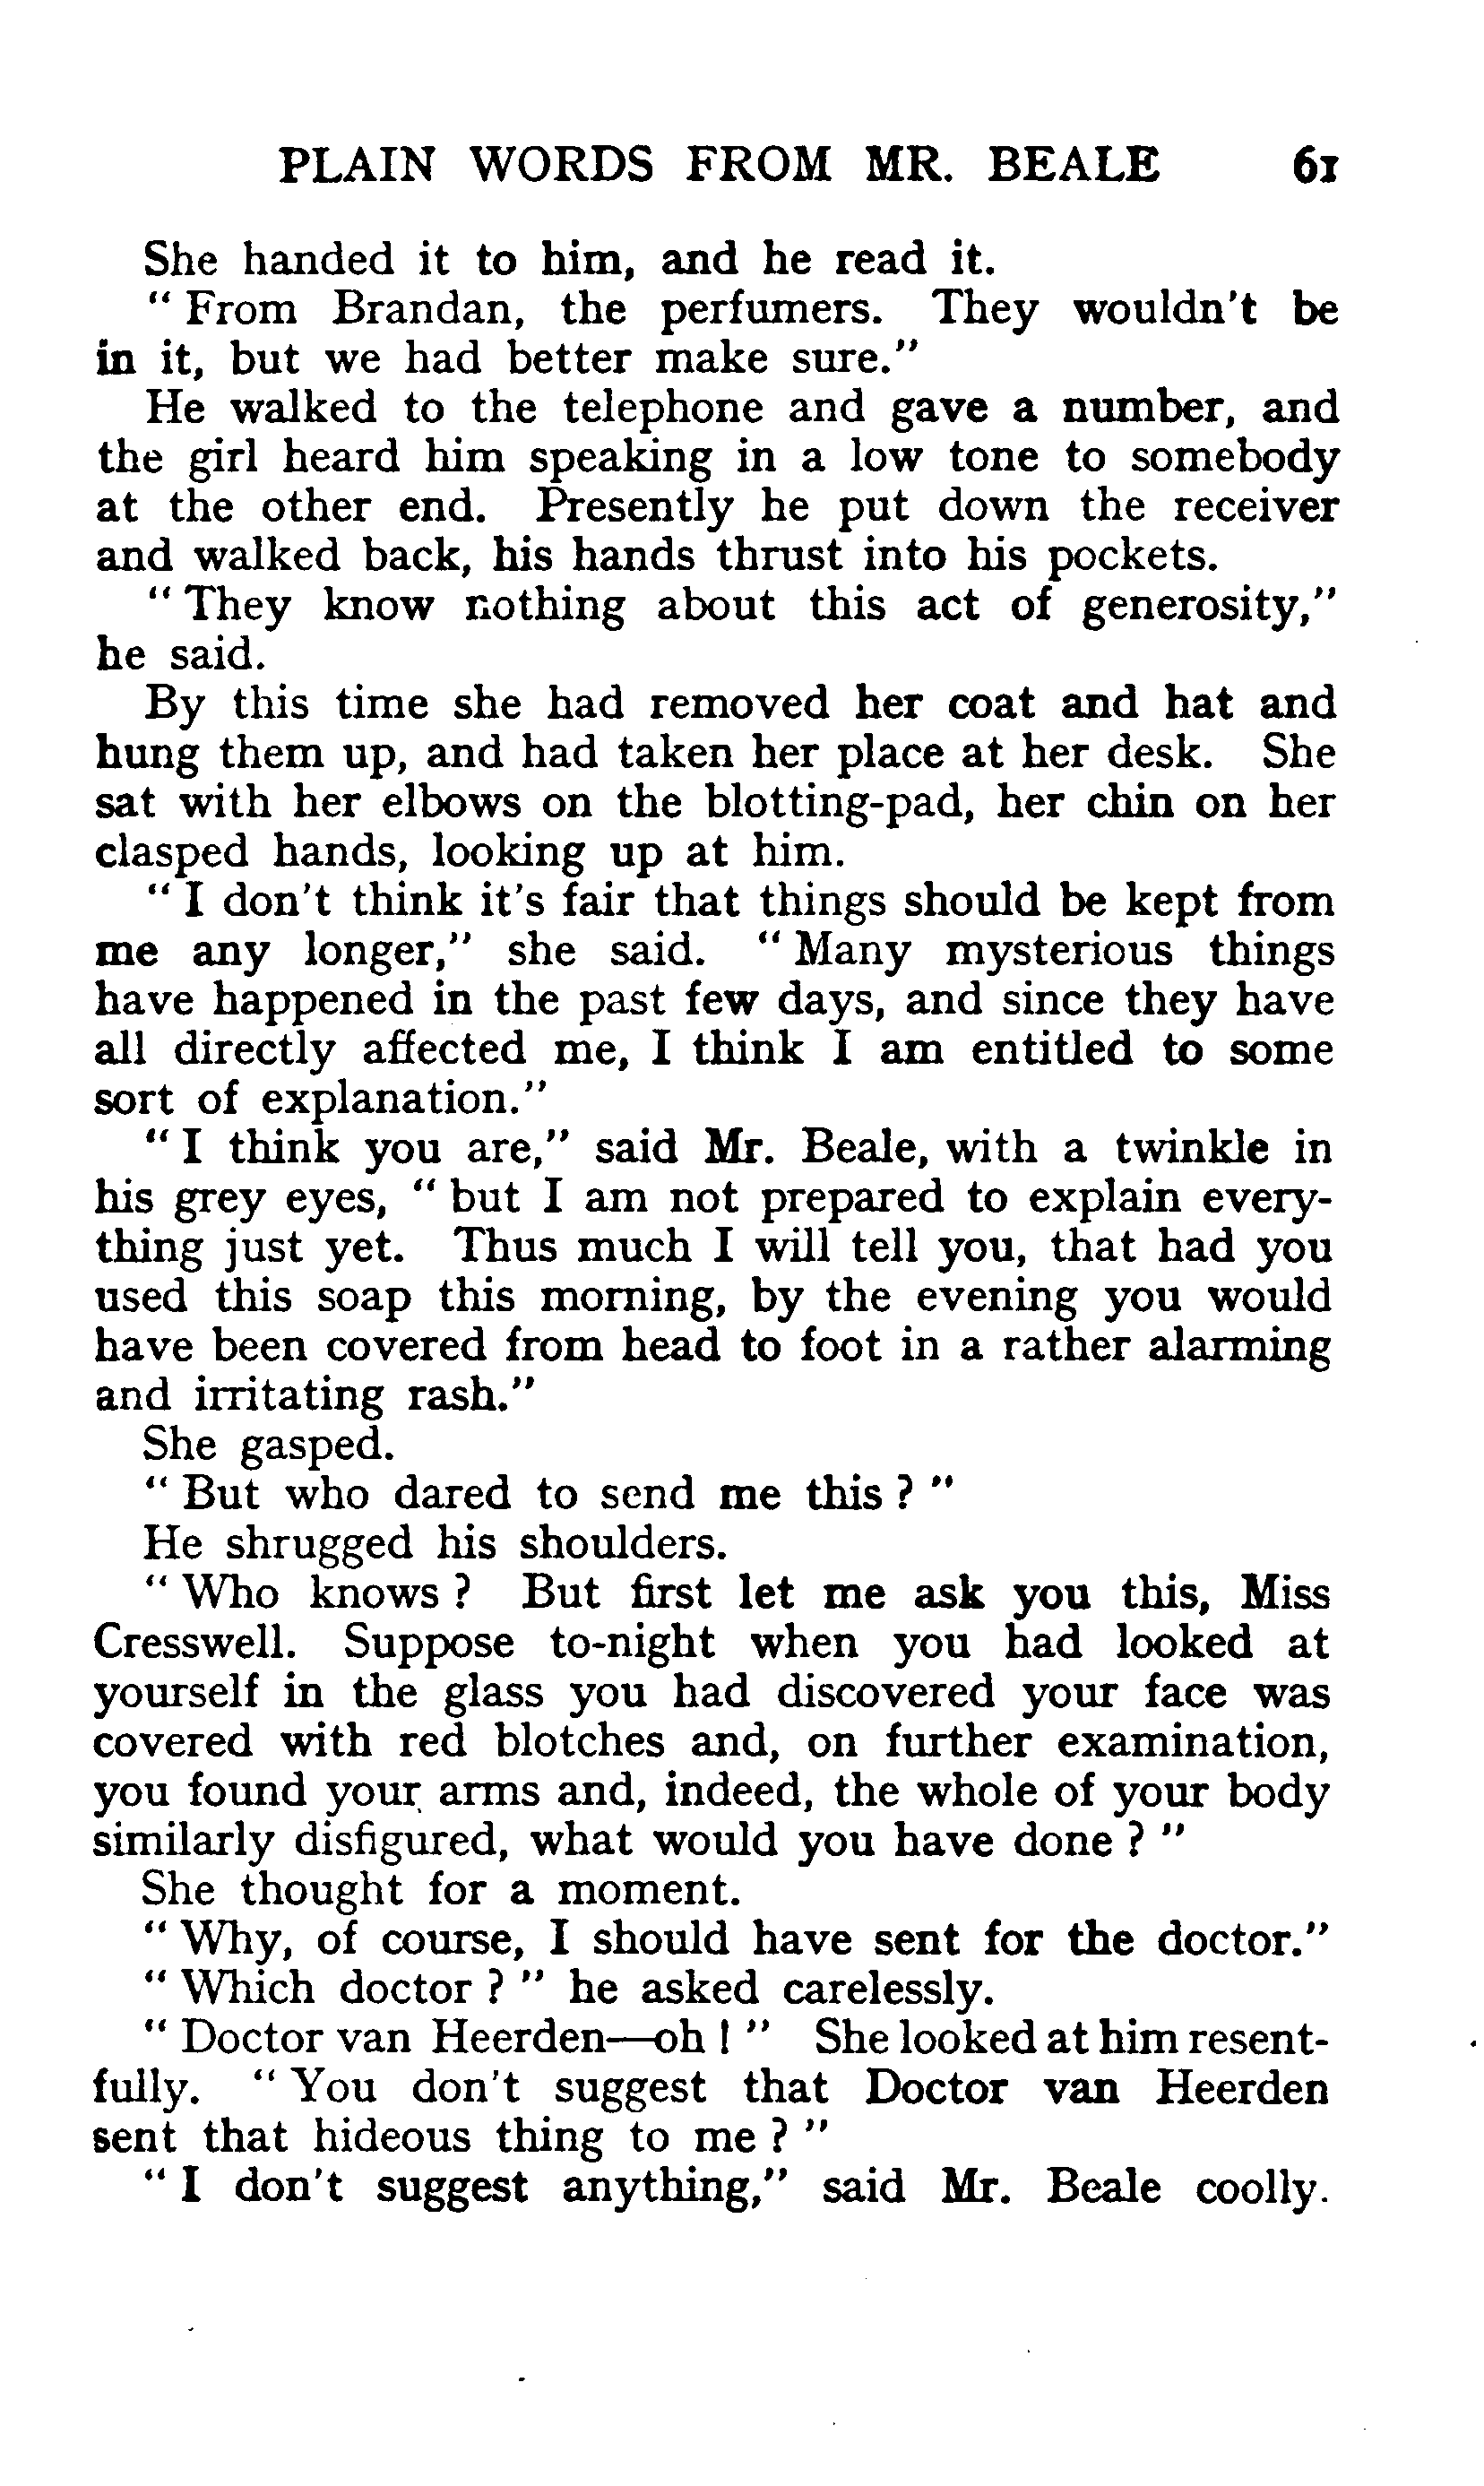 PLAIN WORDS FROM MR. BEALE 61
She handed it to him, and he read it.
" From Brandan, the perfumers. They wouldn't be
in it, but we had better make sure."
He walked to the telephone and gave a number, and
the girl heard him speaking in a low tone to somebody
at the other end. Presently he put down the receiver
and walked back, his hands thrust into his pockets.
" They know nothing about this act of generosity,"
he said.
By this time she had removed her coat and hat and
hung them up, and had taken her place at her desk. She
sat with her elbows on the blotting-pad, her chin on her
clasped hands, looking up at him.
" I don't think it's fair that things should be kept from
me any longer," she said. " Many mysterious things
have happened in the past few days, and since they have
all directly affected me, I think I am entitled to some
sort of explanation."
" I think you are," said Mr. Beale, with a twinkle in
his grey eyes, " but I am not prepared to explain every-
thing just yet. Thus much I will tell you, that had you
used this soap this morning, by the evening you would
have been covered from head to foot in a rather alarming
and irritating rash."
She gasped.
" But who dared to send me this ? "
He shrugged his shoulders.
" Who knows ? But first let me ask you this, Miss
Cresswell. Suppose to-night when you had looked at
yourself in the glass you had discovered your face was
covered with red blotches and, on further examination,
you found your arms and, indeed, the whole of your body
similarly disfigured, what would you have done ? "
She thought for a moment.
" Why, of course, I should have sent for the doctor."
" Which doctor ? " he asked carelessly.
" Doctor van Heerden—oh ! " She looked at him resent-
fully. " You don't suggest that Doctor van Heerden
sent that hideous thing to me ? "
" I don't suggest anything," said Mr. Beale coolly.